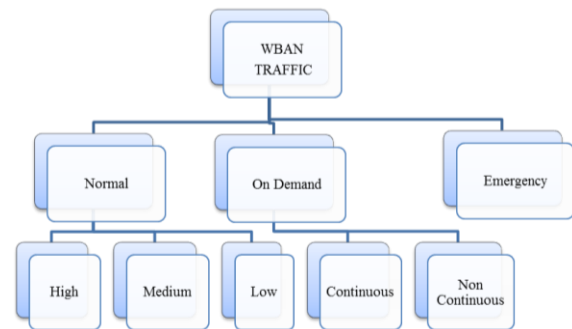 WBAN
TRAFFIC
Normal
On Demand
Emergency
High
Medium
Low
Continuous
Non
Continuous